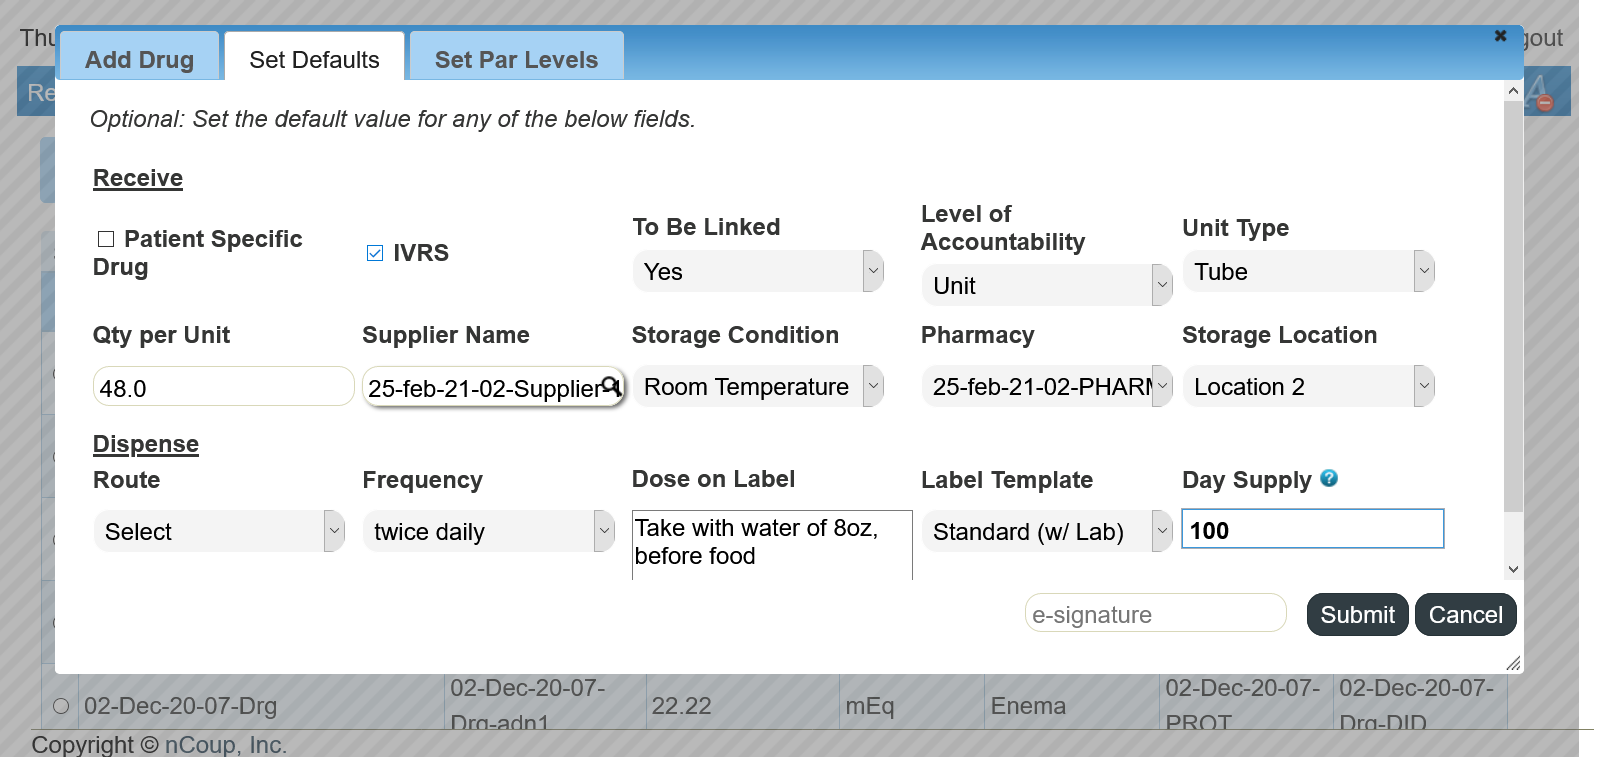 Thu
gout
Add Drug
Set Defaults
Set Par Levels
Re
Optional: Set the default value for any of the below fields.
Receive
Patient Specific
Drug
IVRS
To Be Linked
Yes
Level of
Accountability
Unit
Unit Type
Tube
Qty per Unit
48.0
Supplier Name
25-feb-21-02-Supplier-
Storage Condition
Room Temperature
Pharmacy
25-feb-21-02-PHARM
Storage Location
Location 2
Dispense
Route
Select
Frequency
twice daily
Dose on Label
Take with water of 8oz,
before food
Label Template
Standard (w/ Lab)
Day Supply ?
100
e-signature
Submit
Cancel
02-Dec-20-07-Drg
02-Dec-20-07-
Drg-adn1
22.22
mEq
Enema
02-Dec-20-07-
PROT
02-Dec-20-07-
Drg-DID
Copyright © nCoup, Inc.